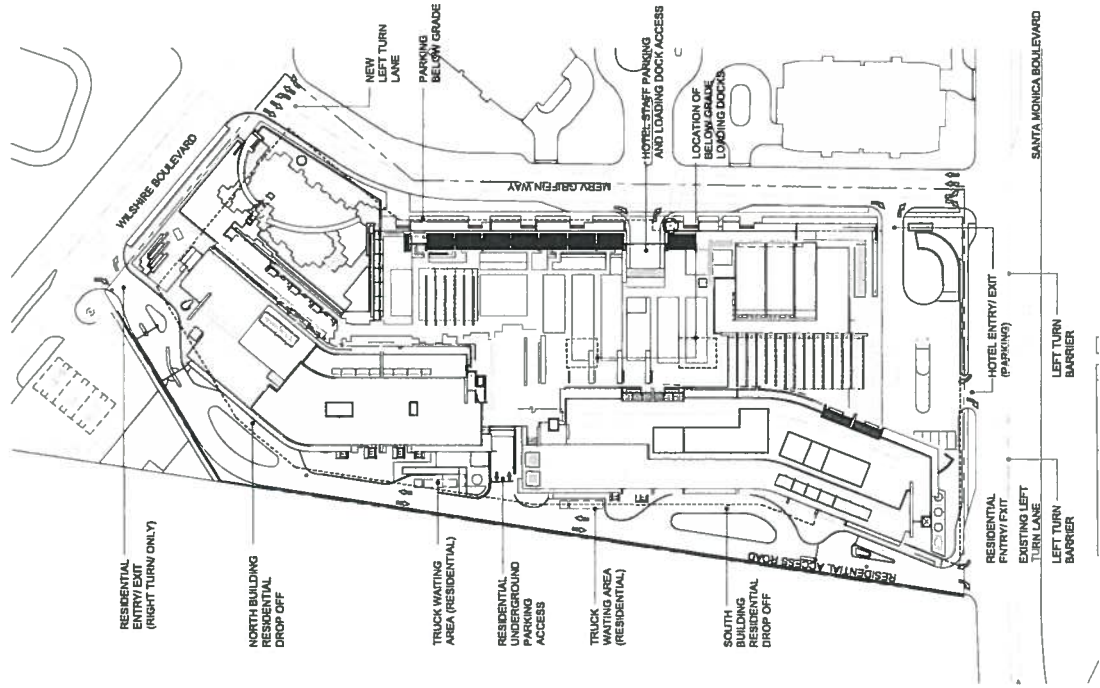 WILSHIRE BOULEVARD
NEW
LEFT TURN
LANE
PARKING
BELOW GRADE
MERV GRIFFIN WAY
HOTEL STAFF PARKING
AND LOADING DOCK ACCESS
LOCATION OF
BELOW GRADE
LOADING DOCKS
SANTA MONICA BOULEVARD
RESIDENTIAL
ENTRY/ EXIT
(RIGHT TURN ONLY)
NORTH BUILDING
RESIDENTIAL
DROP OFF
TRUCK WAITING
AREA (RESIDENTIAL)
RESIDENTIAL
UNDERGROUND
PARKING
ACCESS
TRUCK
WAITING AREA
(RESIDENTIAL)
SOUTH
BUILDING
RESIDENTIAL
DROP OFF
RESIDENTIAL ACCESS ROAD
RESIDENTIAL
ENTRY/ EXIT
EXISTING LEFT
TURN LANE
LEFT TURN
BARRIER
HOTEL ENTRY/ EXIT
(PARKING)
LEFT TURN
BARRIER